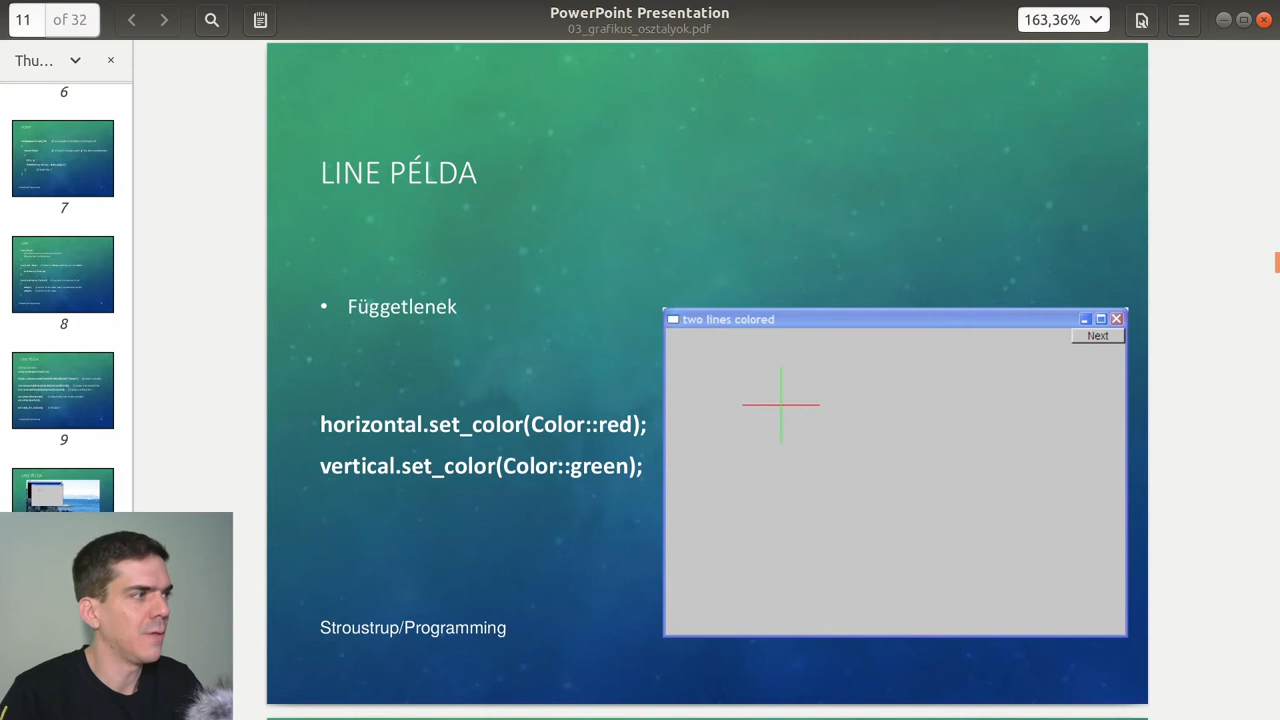 11 of 32
PowerPoint Presentation
03_grafikus_osztalyok.pdf
163,36%
Thu...
6
7
8
9
LINE PÉLDA
• Függetlenek
horizontal.set_color(Color::red);
vertical.set_color(Color::green);
two lines colored
Next
Stroustrup/Programming